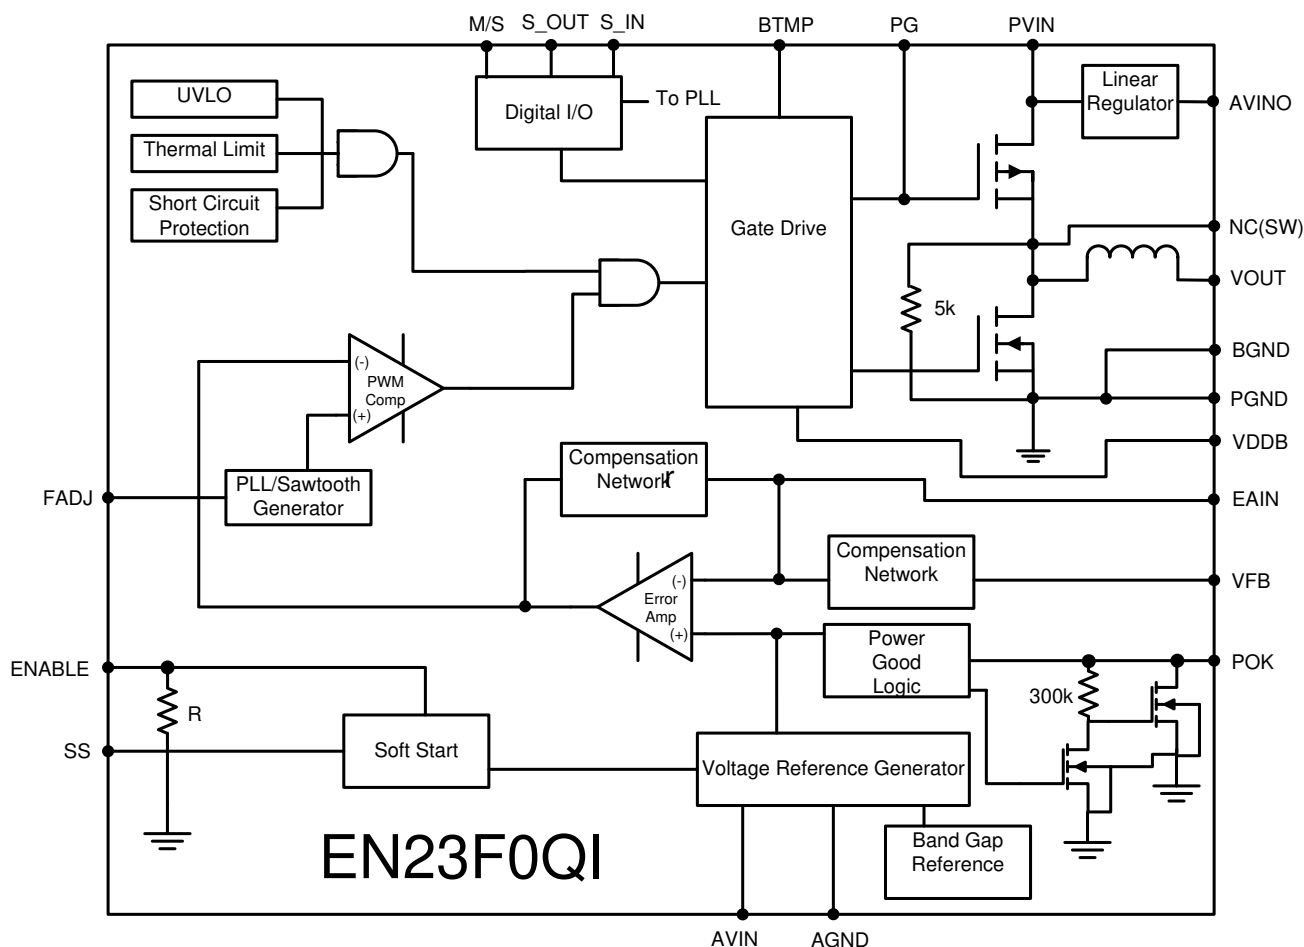 M/S
S_OUT
S_IN
BTMP
PG
PVIN
UVLO
Digital I/O
To PLL
Linear
Regulator
AVINO
Thermal Limit
Short Circuit
Protection
Gate Drive
NC(SW)
VOUT
5k
(-)
PWM
Comp
(+)
BGND
PGND
VDDB
Compensation
Network
r
EAIN
FADJ
PLL/Sawtooth
Generator
Compensation
Network
VFB
(-)
Error
Amp
(+)
Power
Good
Logic
POK
300k
ENABLE
R
SS
Soft Start
Voltage Reference Generator
Band Gap
Reference
EN23F0QI
AVIN
AGND